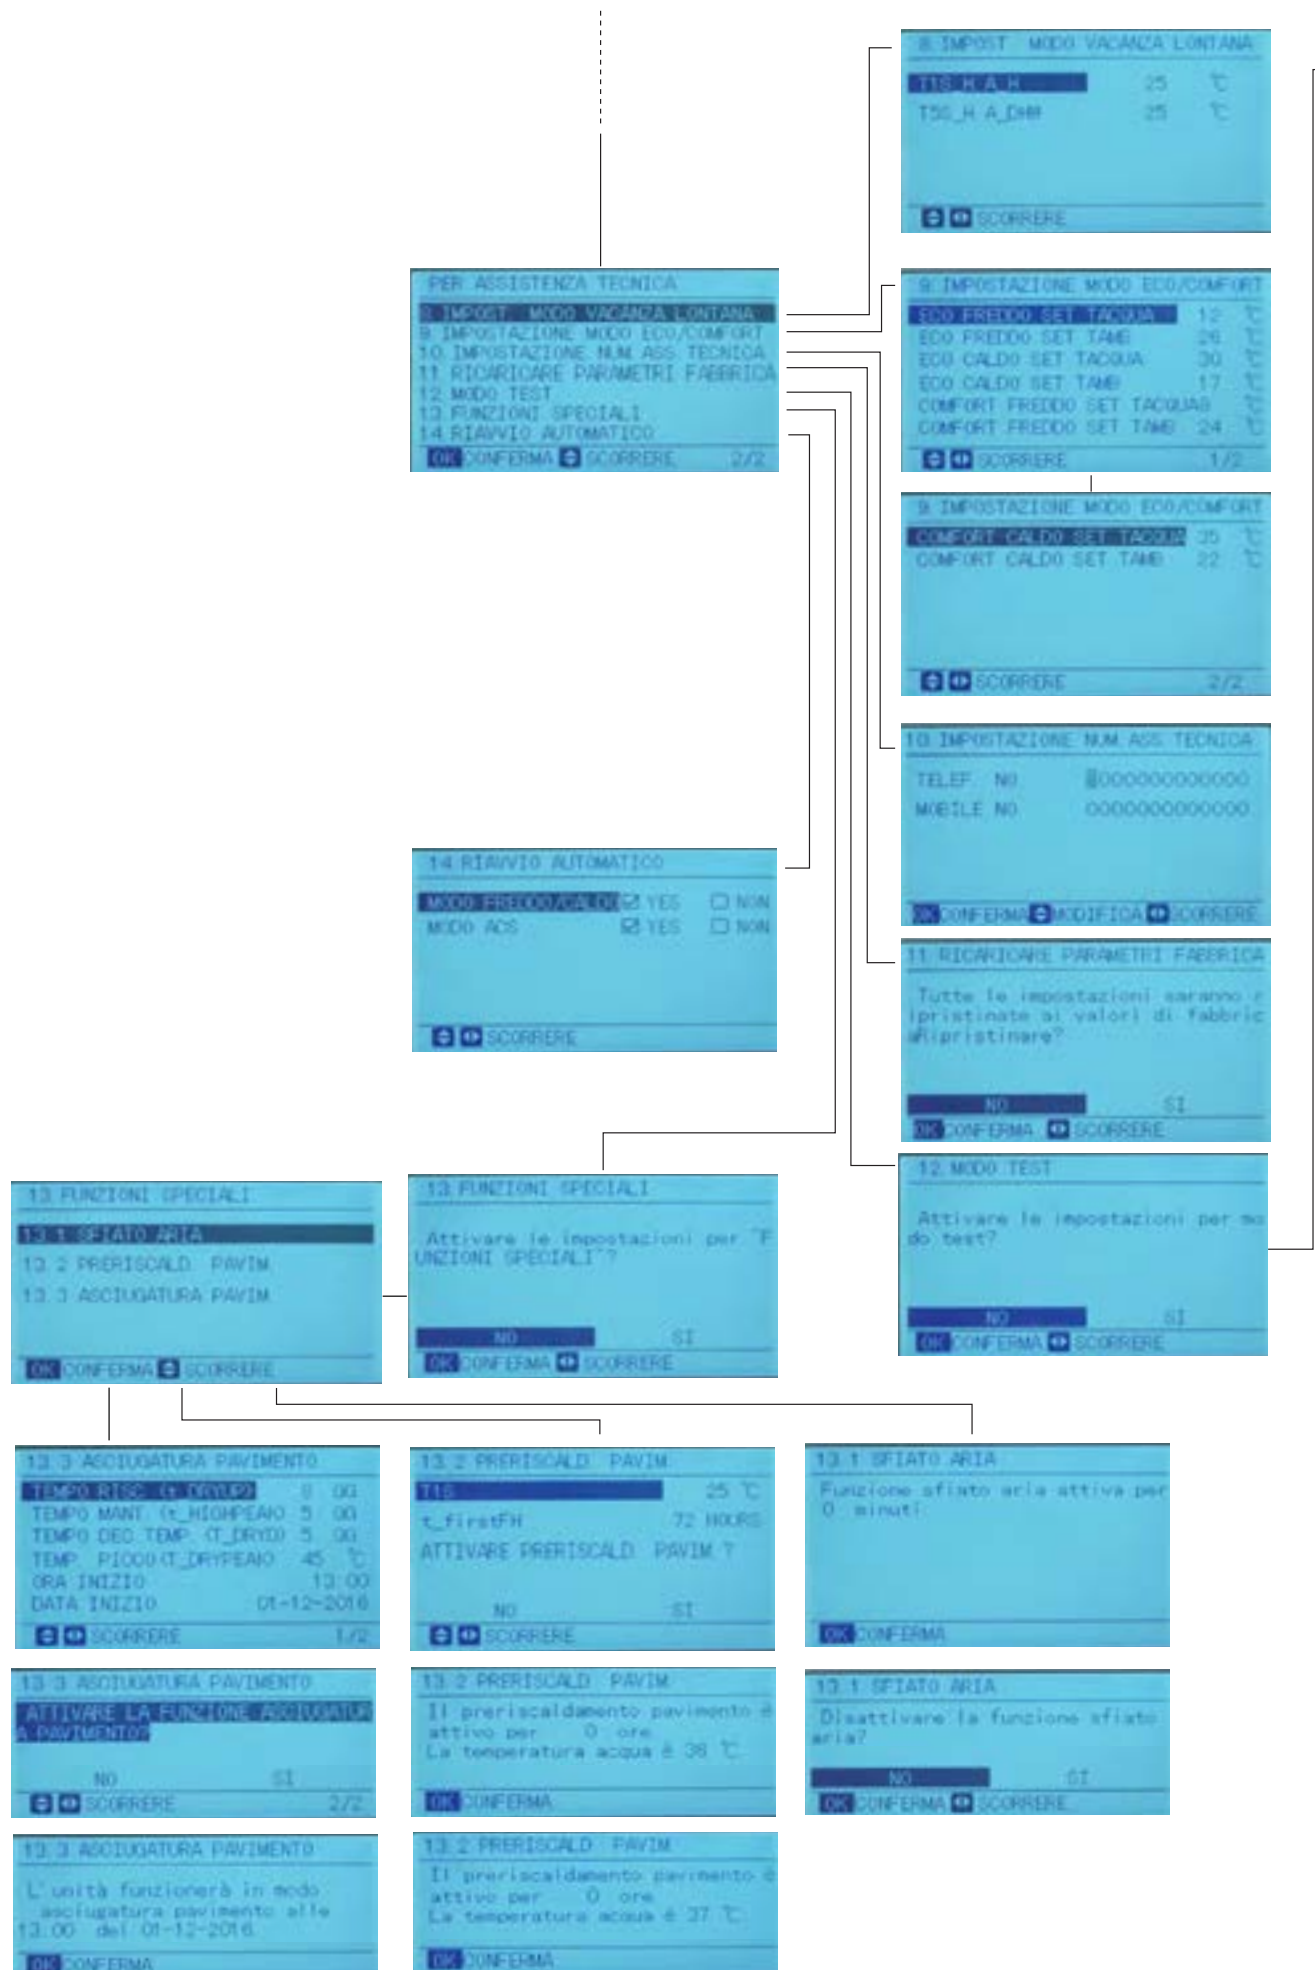 8 IMPOST MODO VACANZA LONTANA
T1S_H.A_H 25 ℃
T5S_H.A_DHW 25 ℃
SCORRERE
PER ASSISTENZA TECNICA
8 IMPOST. MODO VACANZA LONTANA
9 IMPOSTAZIONE MODO ECO/COMFORT
10 IMPOSTAZIONE NUM ASS TECNICA
11 RICARICARE PARAMETRI FABBRICA
12 MODO TEST
13 FUNZIONI SPECIALI
14 RIAVVIO AUTOMATICO
OK CONFERMA SCORRERE 2/2
9 IMPOSTAZIONE MODO ECO/COMFORT
ECO FREDDO SET TACQUA 12 ℃
ECO FREDDO SET TAMB 26 ℃
ECO CALDO SET TACQUA 30 ℃
ECO CALDO SET TAMB 17 ℃
COMFORT FREDDO SET TACQUA8 ℃
COMFORT FREDDO SET TAMB 24 ℃
SCORRERE 1/2
9 IMPOSTAZIONE MODO ECO/COMFORT
COMFORT CALDO SET TACQUA 35 ℃
COMFORT CALDO SET TAMB 22 ℃
SCORRERE 2/2
10 IMPOSTAZIONE NUM ASS TECNICA
TELEF NO 0000000000000
MOBILE NO 0000000000000
OK CONFERMA MODIFICA SCORRERE
14 RIAVVIO AUTOMATICO
MODO FREDDO/CALDO YES NON
MODO ACS YES NON
SCORRERE
11 RICARICARE PARAMETRI FABBRICA
Tutte le impostazioni saranno r
ipristinate ai valori di fabbric
aRipristinare?
NO SI
OK CONFERMA SCORRERE
12 MODO TEST
Attivare le impostazioni per mo
do test?
NO SI
OK CONFERMA SCORRERE
13 FUNZIONI SPECIALI
13.1 SFIATO ARIA
13.2 PRERISCALD. PAVIM
13.3 ASCIUGATURA PAVIM
OK CONFERMA SCORRERE
13 FUNZIONI SPECIALI
Attivare le impostazioni per "F
UNZIONI SPECIALI"?
NO SI
OK CONFERMA SCORRERE
13.3 ASCIUGATURA PAVIMENTO
TEMPO RISC (t_DRYUP) GG
TEMPO MANT. (t_HIGHPEAK) 5 GG
TEMPO DEC TEMP. (T_DRYD) 5 GG
TEMP. PICCO (T_DRYPEAK) 45 ℃
ORA INIZIO 13:00
DATA INIZIO 01-12-2016
SCORRERE 1/2
13.2 PRERISCALD PAVIM
T1S 25 ℃
t_firstFH 72 HOURS
ATTIVARE PRERISCALD PAVIM ?
NO SI
SCORRERE
13.1 SFIATO ARIA
Funzione sfiato aria attiva per
0 minuti
OK CONFERMA
13.3 ASCIUGATURA PAVIMENTO
ATTIVARE LA FUNZIONE ASCIUGATUR
A PAVIMENTO?
NO SI
SCORRERE 2/2
13.2 PRERISCALD PAVIM
Il preriscaldamento pavimento è
attivo per 0 ore
La temperatura acqua è 36 ℃
OK CONFERMA
13.1 SFIATO ARIA
Disattivare la funzione sfiato
aria?
NO SI
OK CONFERMA SCORRERE
13.3 ASCIUGATURA PAVIMENTO
L'unità funzionerà in modo
asciugatura pavimento alle
13:00 del 01-12-2016
OK CONFERMA
13.2 PRERISCALD PAVIM
Il preriscaldamento pavimento è
attivo per 0 ore
La temperatura acqua è 37 ℃
OK CONFERMA